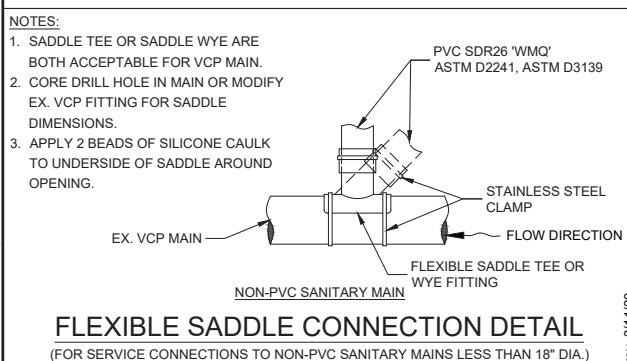 NOTES:
1. SADDLE TEE OR SADDLE WYE ARE
BOTH ACCEPTABLE FOR VCP MAIN.
2. CORE DRILL HOLE IN MAIN OR MODIFY
EX. VCP FITTING FOR SADDLE
DIMENSIONS.
3. APPLY 2 BEADS OF SILICONE CAULK
TO UNDERSIDE OF SADDLE AROUND
OPENING.
PVC SDR26 'WMQ'
ASTM D2241, ASTM D3139
STAINLESS STEEL
CLAMP
EX. VCP MAIN
FLOW DIRECTION
FLEXIBLE SADDLE TEE OR
WYE FITTING
NON-PVC SANITARY MAIN
FLEXIBLE SADDLE CONNECTION DETAIL
(FOR SERVICE CONNECTIONS TO NON-PVC SANITARY MAINS LESS THAN 18" DIA.)